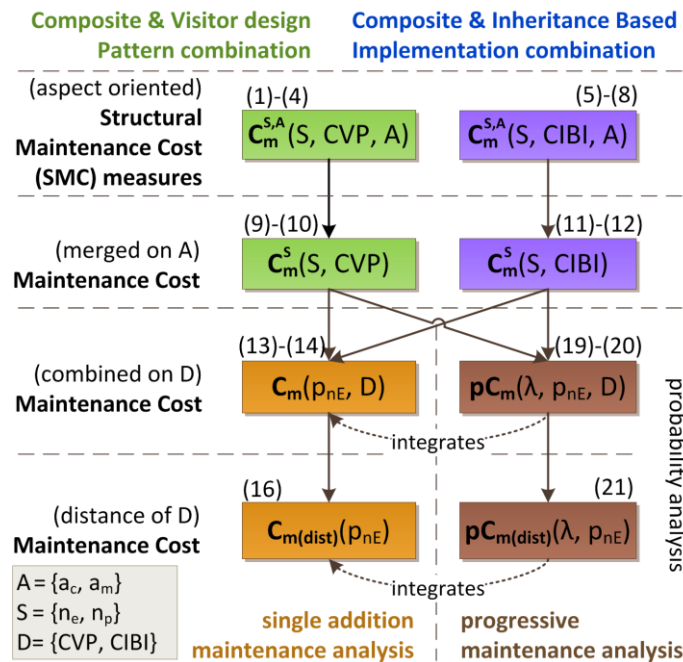 Composite & Visitor design
Pattern combination
Composite & Inheritance Based
Implementation combination
(aspect oriented)
Structural
Maintenance Cost
(SMC) measures
(1)-(4)
C_m^{S,A}(S, CVP, A)
(5)-(8)
C_m^{S,A}(S, CIBI, A)
(merged on A)
Maintenance Cost
(9)-(10)
C_m^S(S, CVP)
(11)-(12)
C_m^S(S, CIBI)
(combined on D)
Maintenance Cost
(13)-(14)
C_m(p_{nE}, D)
(19)-(20)
pC_m(λ, p_{nE}, D)
integrates
probability analysis
(distance of D)
Maintenance Cost
(16)
C_{m(dist)}(p_{nE})
(21)
pC_{m(dist)}(λ, p_{nE})
integrates
A = {a_c, a_m}
S = {n_e, n_p}
D= {CVP, CIBI}
single addition
maintenance analysis
progressive
maintenance analysis